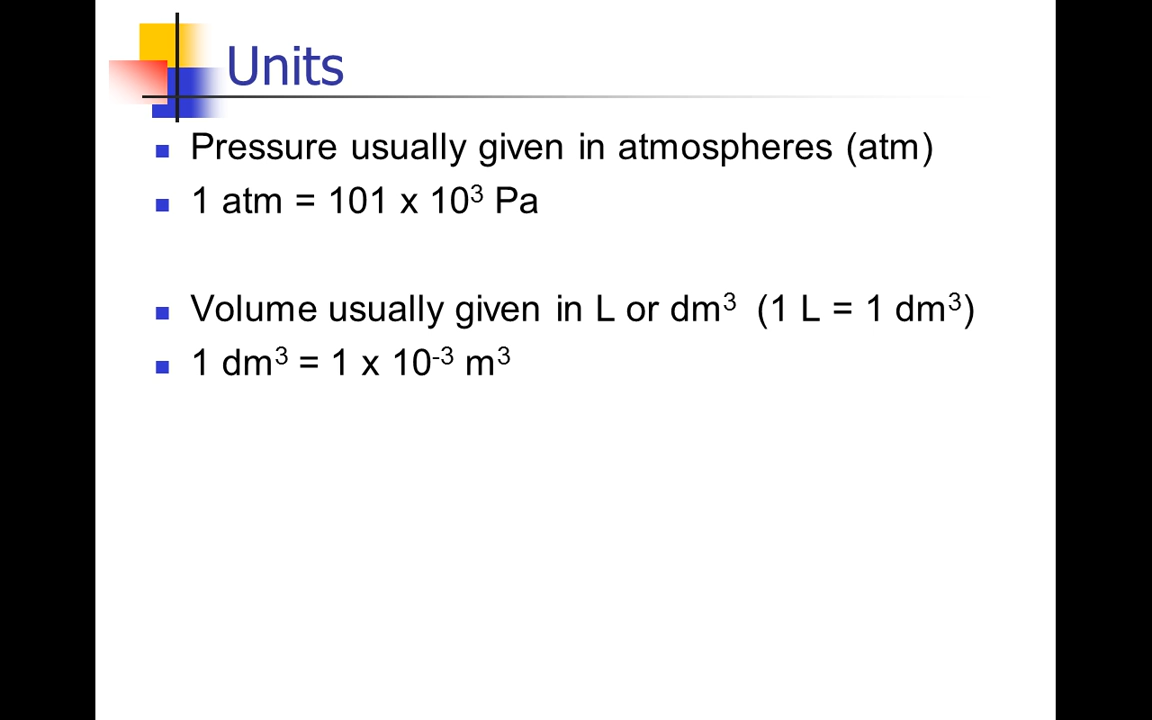 Units
Pressure usually given in atmospheres (atm)
1 atm = 101 x 10³ Pa
Volume usually given in L or dm³ (1 L = 1 dm³)
1 dm³ = 1 x 10⁻³ m³